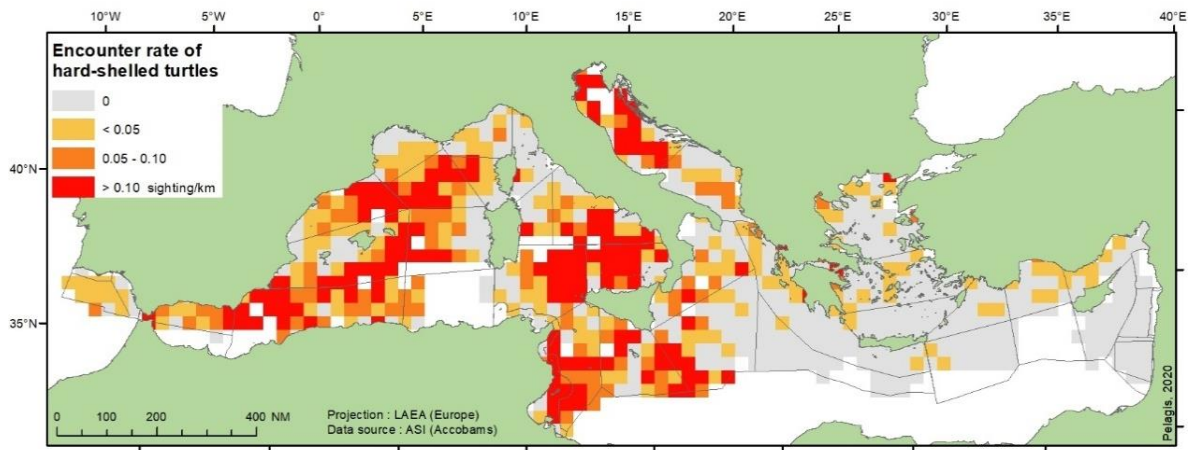 10°W 5°W 0° 5°E 10°E 15°E 20°E 25°E 30°E 35°E 40°E
Encounter rate of
hard-shelled turtles
0
< 0.05
0.05 - 0.10
> 0.10 sighting/km
40°N 40°N
35°N 35°N
0 100 200 400 NM
Projection : LAEA (Europe)
Data source : ASI (Accobams)
Pelagis, 2020